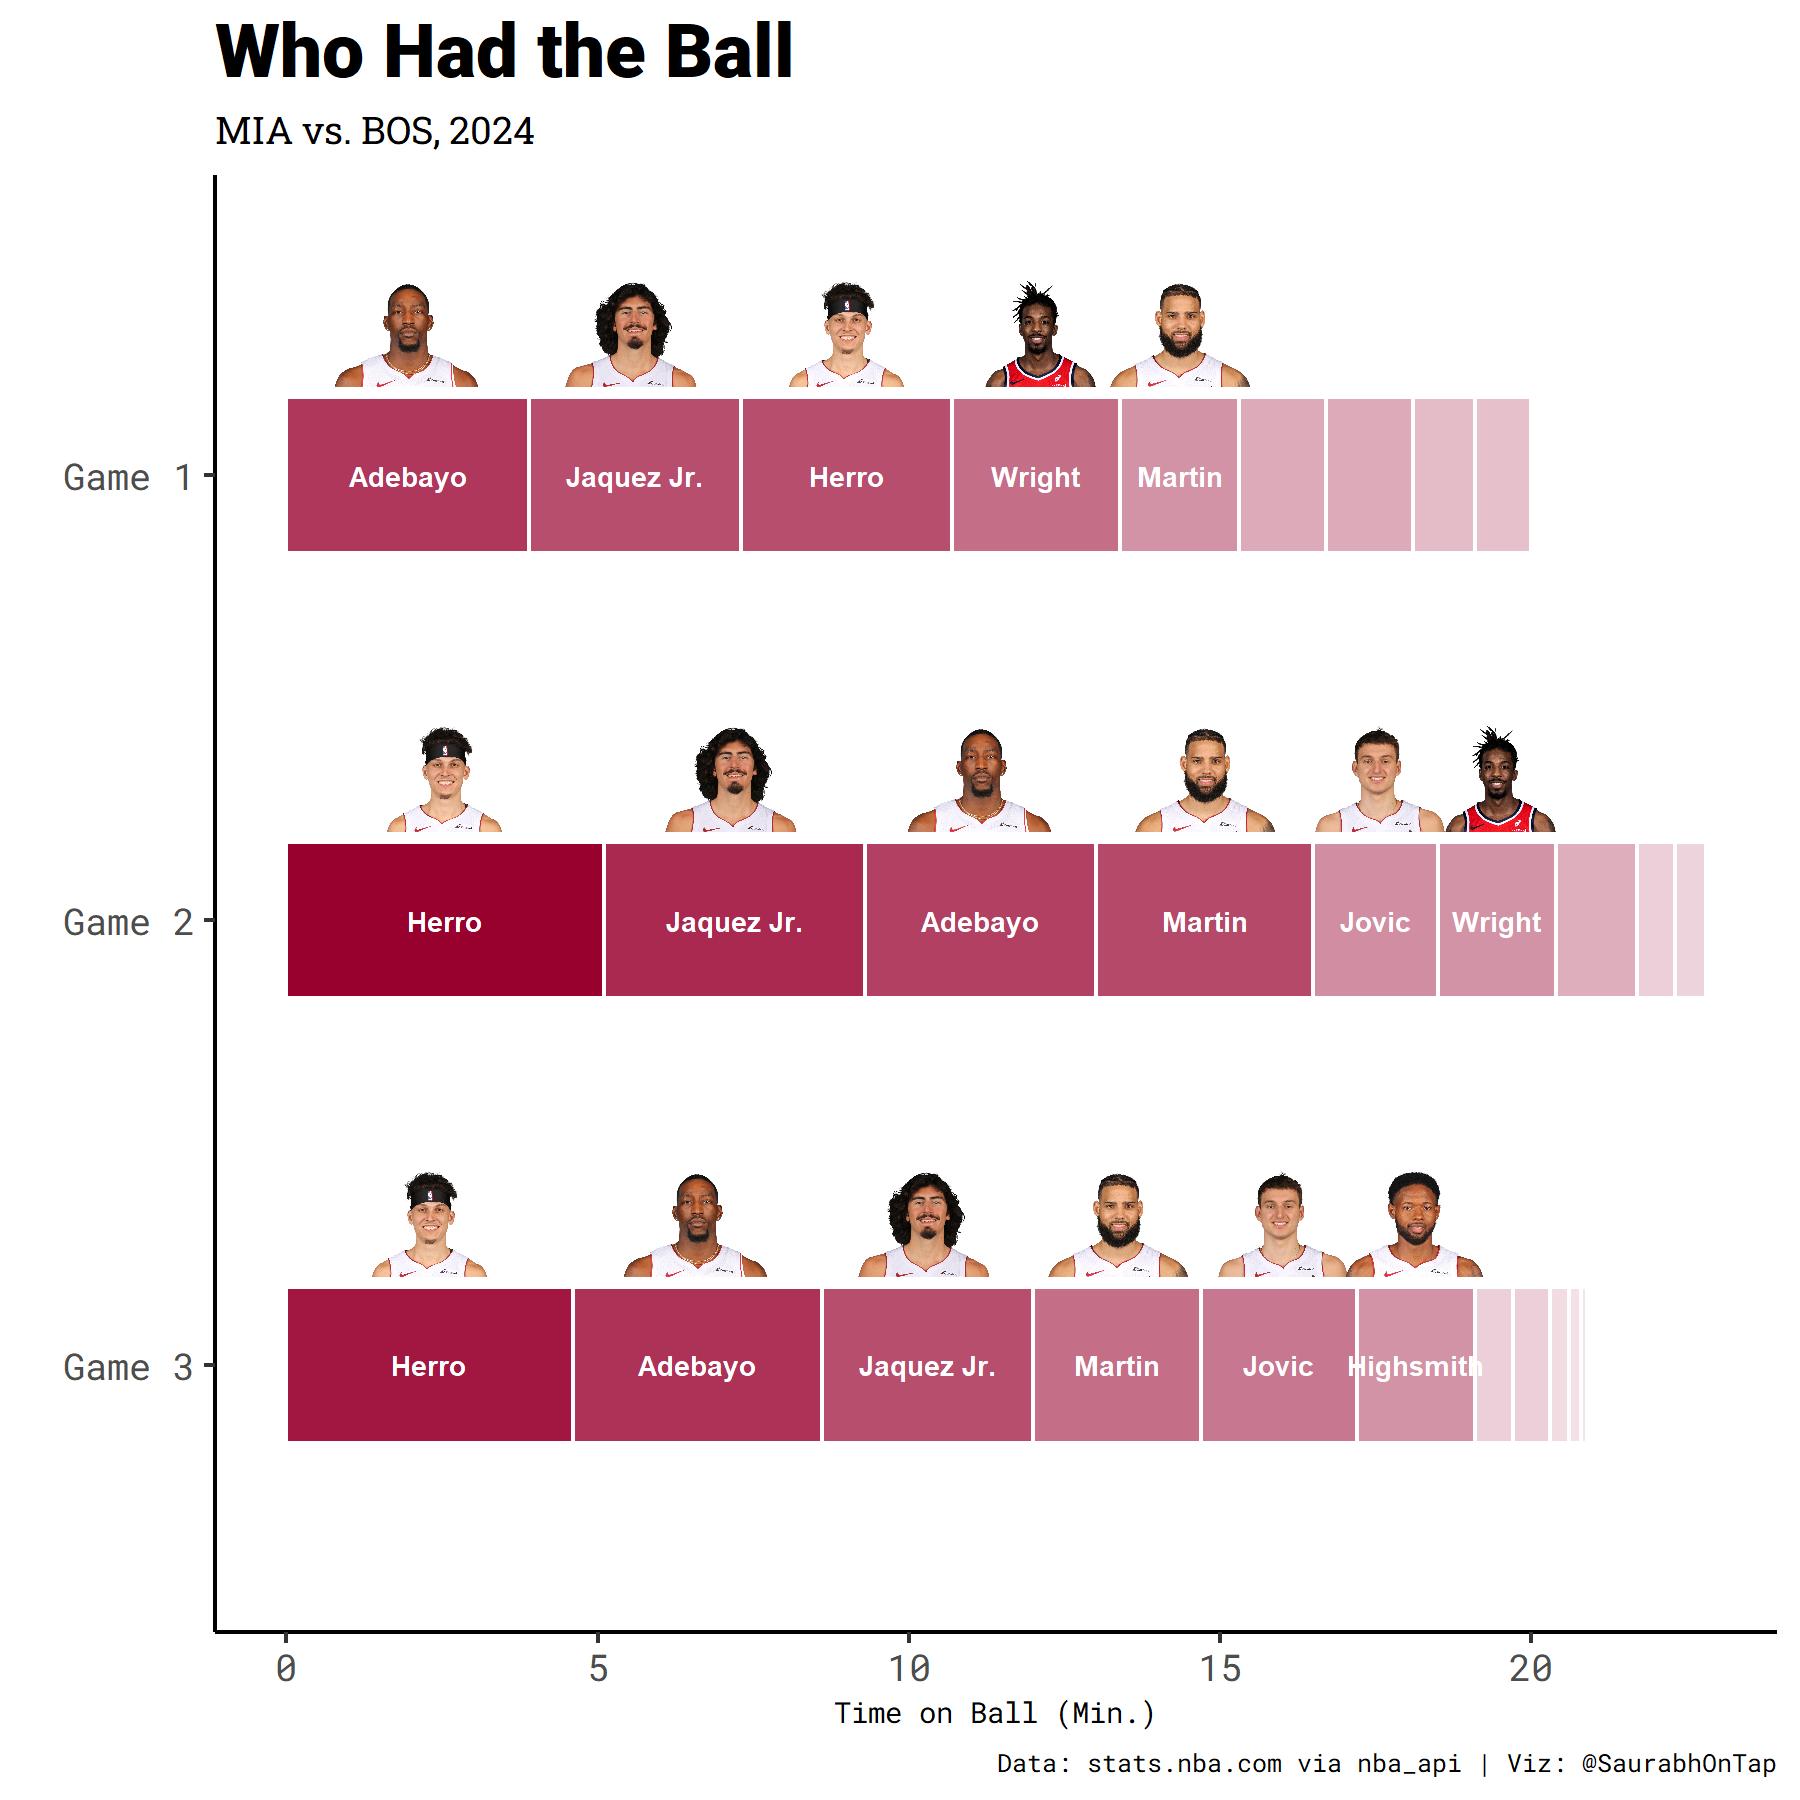 Who Had the Ball
MIA vs. BOS, 2024
Game 1
Adebayo
Jaquez Jr.
Herro
Wright
Martin
Game 2
Herro
Jaquez Jr.
Adebayo
Martin
Jovic
Wright
Game 3
Herro
Adebayo
Jaquez Jr.
Martin
Jovic
Highsmith
0 5 10 15 20
Time on Ball (Min.)
Data: stats.nba.com via nba_api | Viz: @SaurabhOnTap